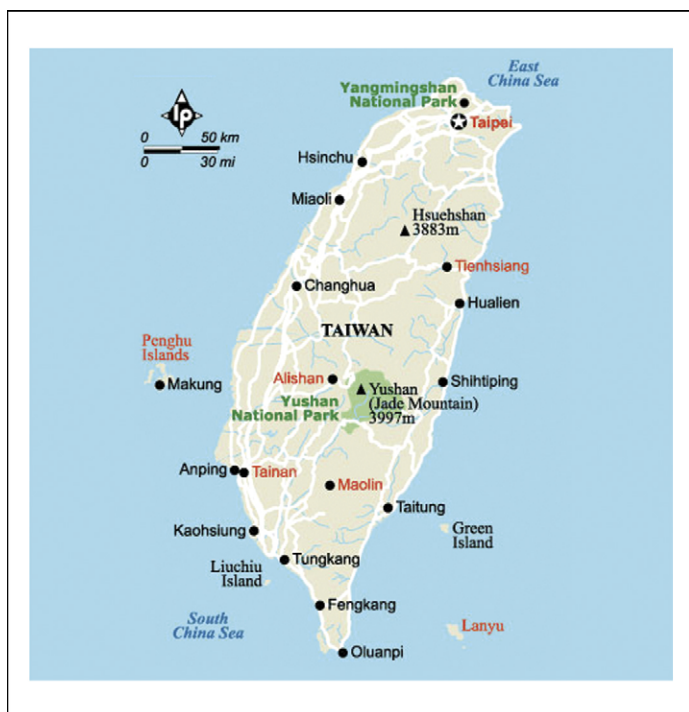 East
China Sea
Yangmingshan
National Park
lp
Taipei
0 50 km
0 30 mi
Hsinchu
Miaoli
Hsuehshan
3883m
Tienhsiang
Changhua
Hualien
TAIWAN
Penghu
Islands
Makung
Alishan
Yushan
(Jade Mountain)
3997m
Shihtiping
Yushan
National Park
Anping
Tainan
Maolin
Taitung
Kaohsiung
Green
Island
Tungkang
Liuchiu
Island
Fengkang
South
China Sea
Lanyu
Oluanpi